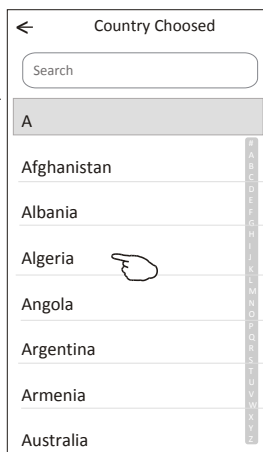 Country Choosed
Search
A
Afghanistan
Albania
Algeria
Angola
Argentina
Armenia
Australia
#
A
B
C
D
E
F
G
H
I
J
K
L
M
N
O
P
Q
R
S
T
U
V
W
X
Y
Z